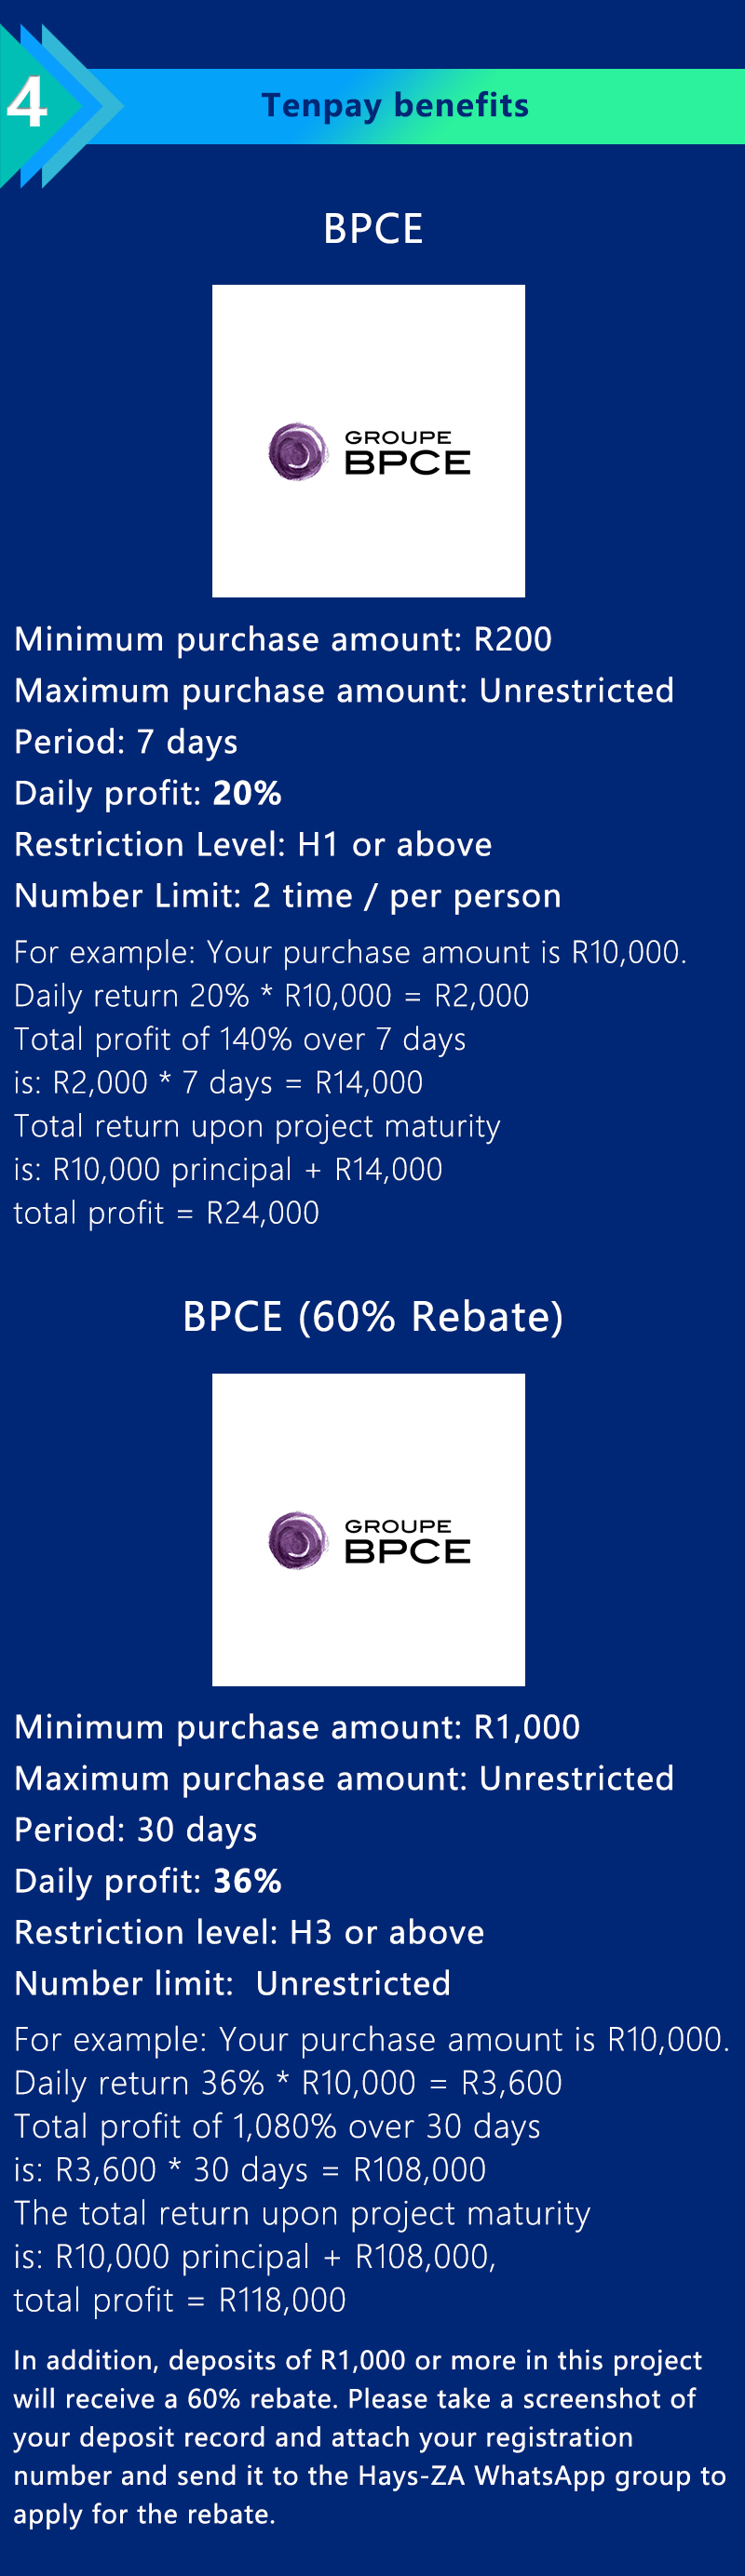 4
Tenpay benefits
BPCE
GROUPE
BPCE
Minimum purchase amount: R200
Maximum purchase amount: Unrestricted
Period: 7 days
Daily profit: 20%
Restriction Level: H1 or above
Number Limit: 2 time / per person
For example: Your purchase amount is R10,000.
Daily return 20% * R10,000 = R2,000
Total profit of 140% over 7 days
is: R2,000 * 7 days = R14,000
Total return upon project maturity
is: R10,000 principal + R14,000
total profit = R24,000
BPCE (60% Rebate)
GROUPE
BPCE
Minimum purchase amount: R1,000
Maximum purchase amount: Unrestricted
Period: 30 days
Daily profit: 36%
Restriction level: H3 or above
Number limit:  Unrestricted
For example: Your purchase amount is R10,000.
Daily return 36% * R10,000 = R3,600
Total profit of 1,080% over 30 days
is: R3,600 * 30 days = R108,000
The total return upon project maturity
is: R10,000 principal + R108,000,
total profit = R118,000
In addition, deposits of R1,000 or more in this project
will receive a 60% rebate. Please take a screenshot of
your deposit record and attach your registration
number and send it to the Hays-ZA WhatsApp group to
apply for the rebate.